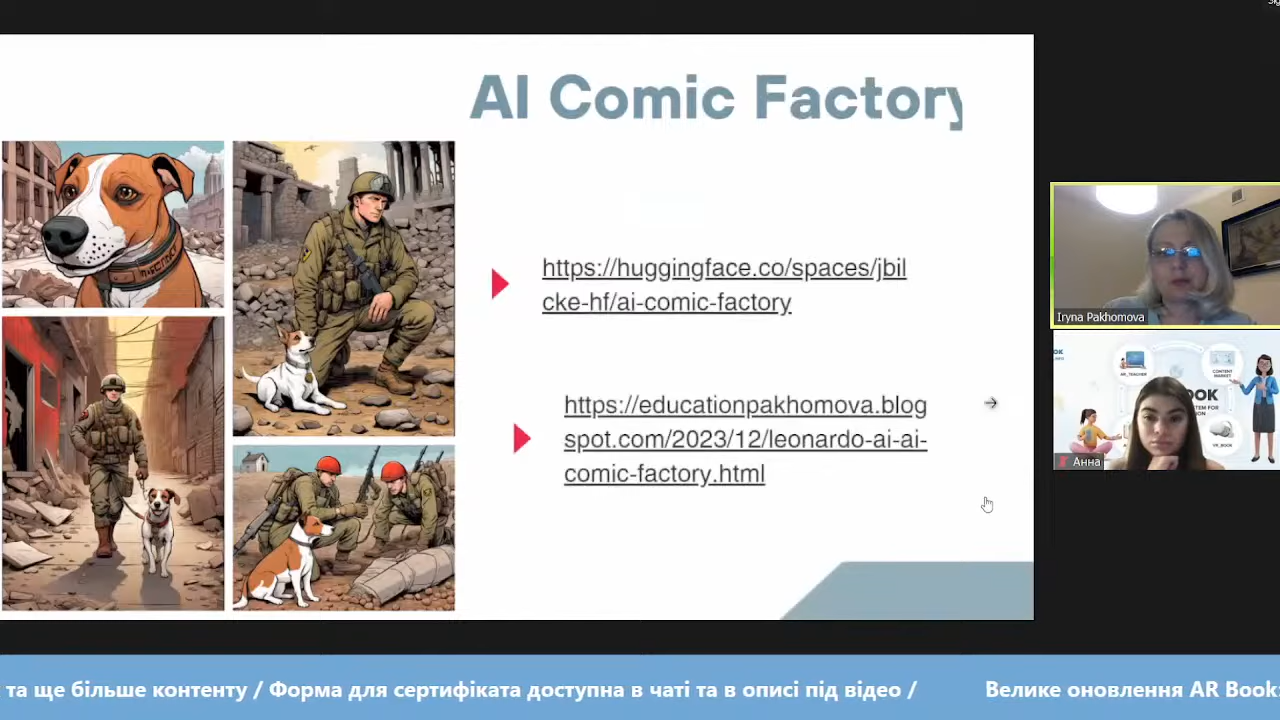 AI Comic Factory
https://huggingface.co/spaces/jbil
cke-hf/ai-comic-factory
https://educationpakhomova.blog
spot.com/2023/12/leonardo-ai-ai-
comic-factory.html
Iryna Pakhomova
CONTENT
MARKET
Анна
та ще більше контенту / Форма для сертифіката доступна в чаті та в описі під відео /
Велике оновлення AR Book: